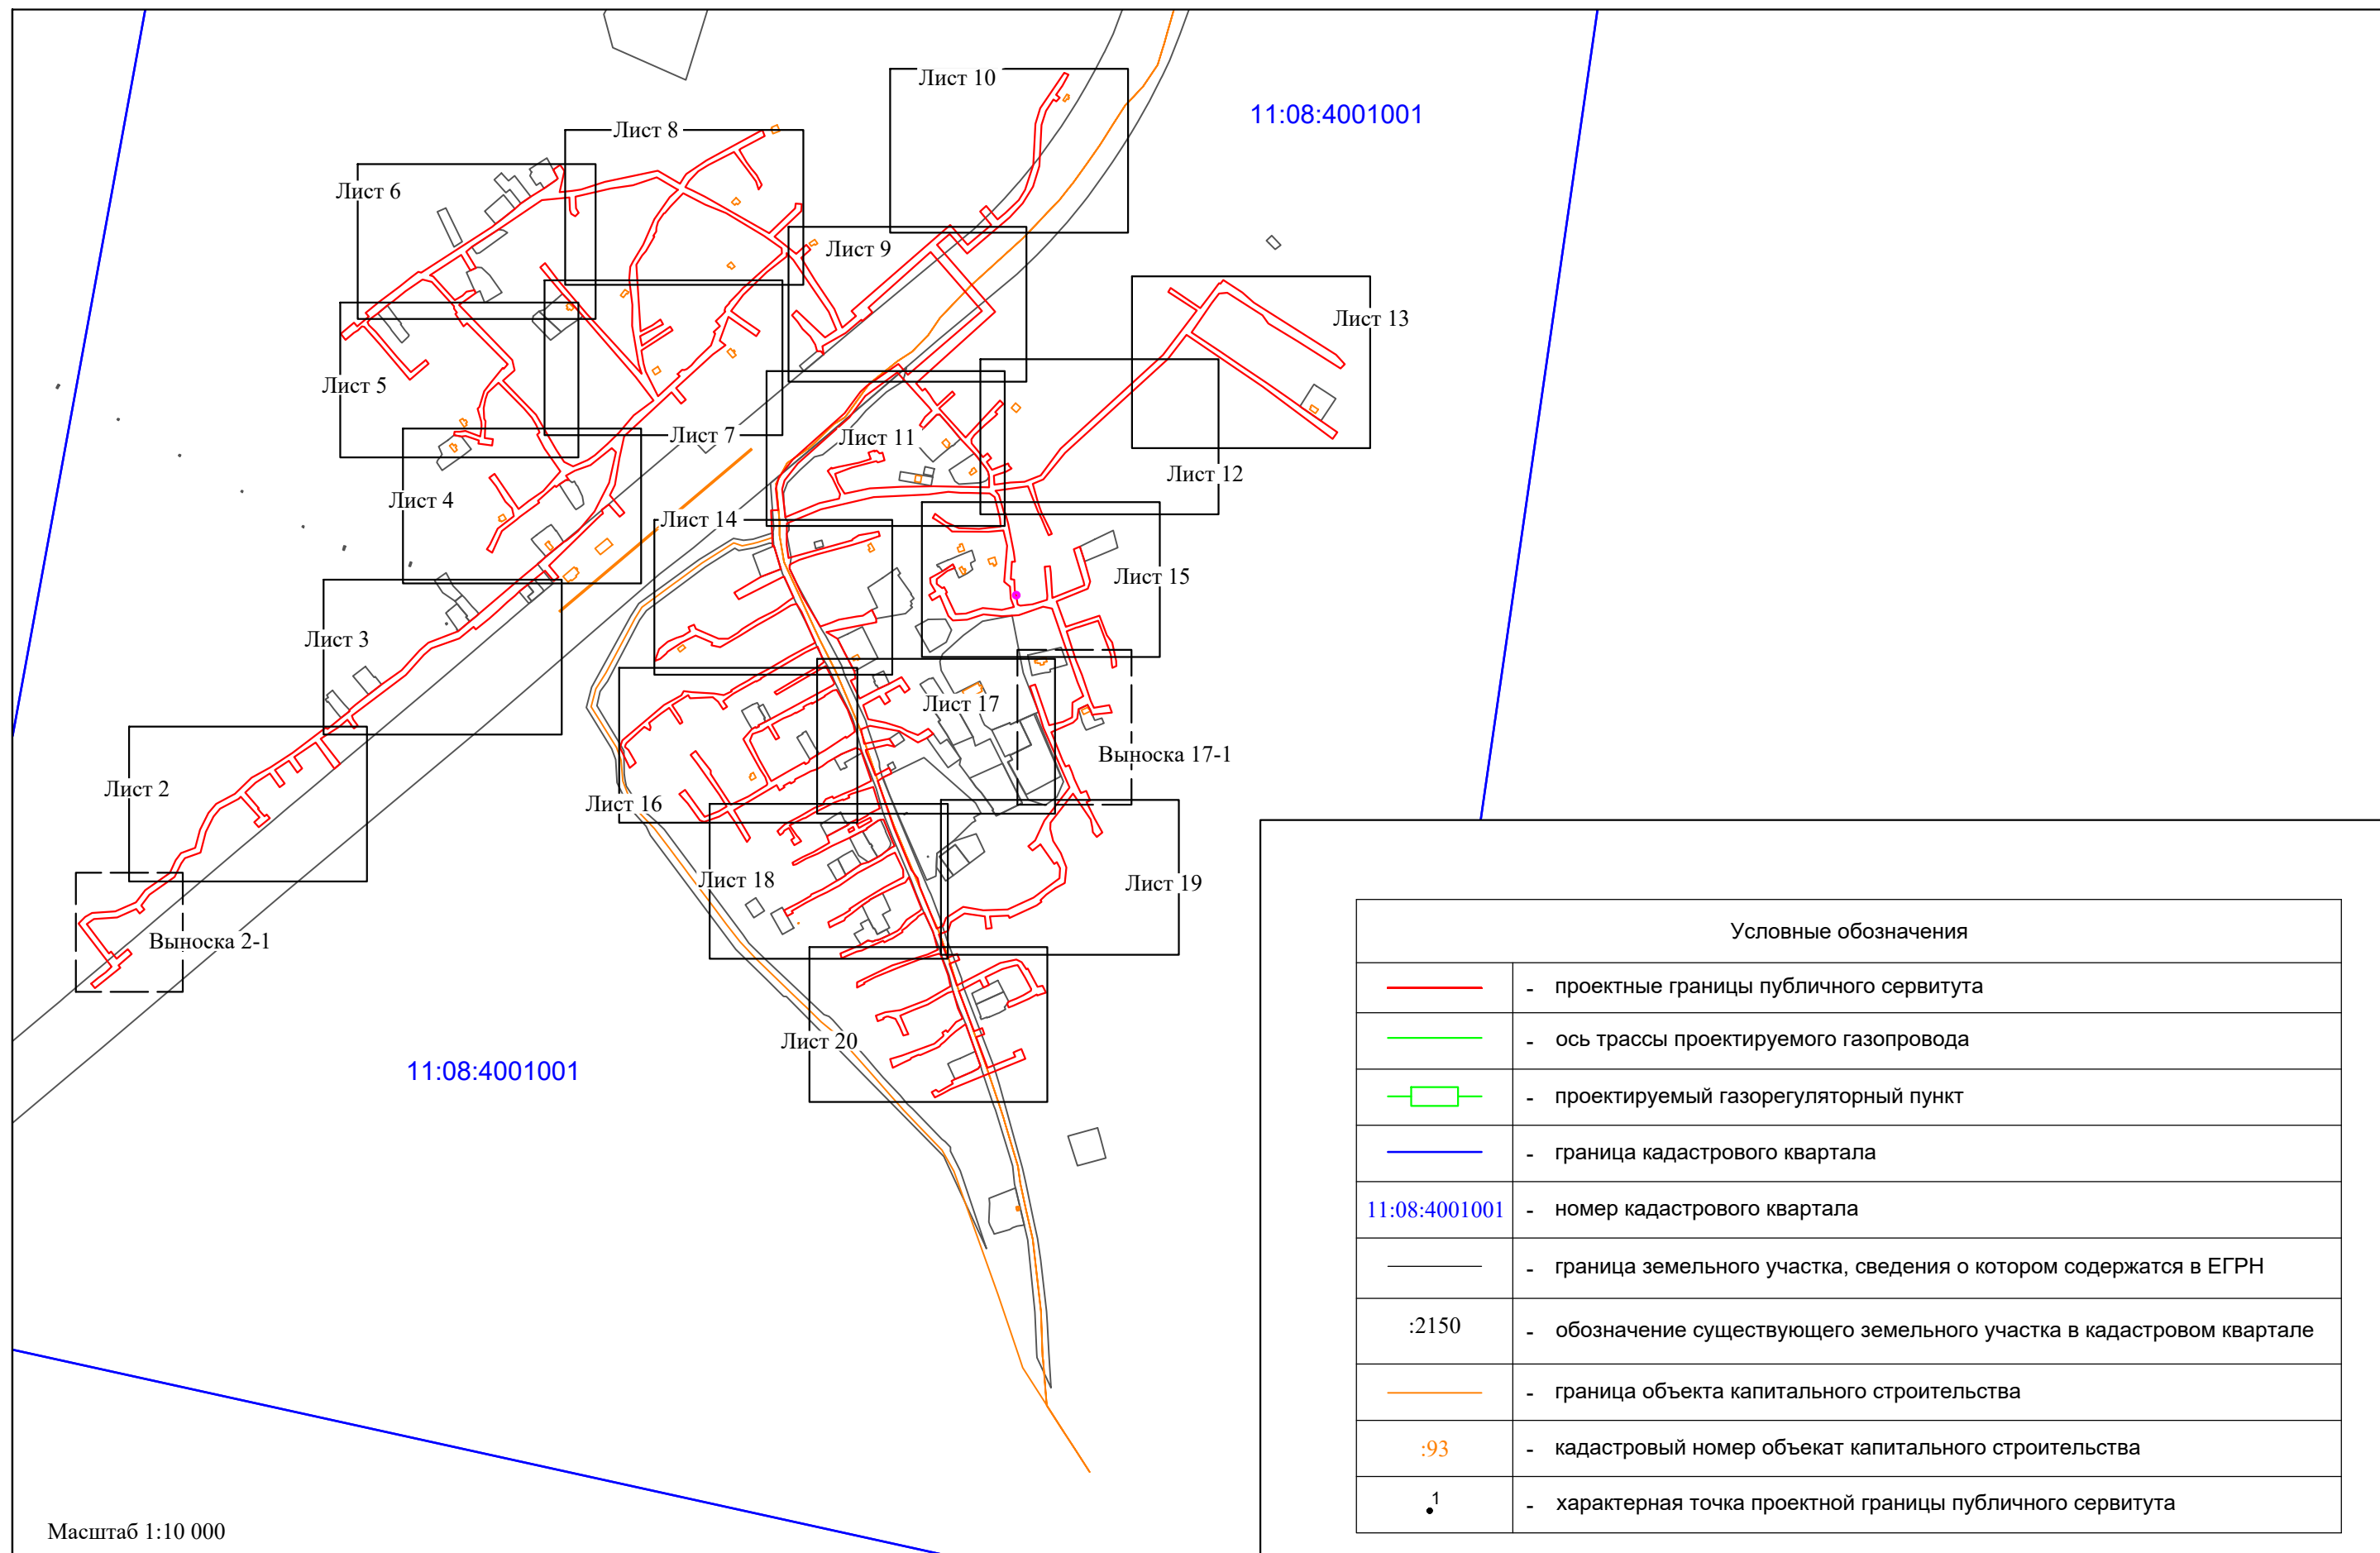 Лист 10
11:08:4001001
Лист 8
Лист 6
Лист 9
Лист 13
Лист 5
Лист 7
Лист 11
Лист 12
Лист 4
Лист 14
Лист 15
Лист 3
Лист 17
Выноска 17-1
Лист 2
Лист 16
Лист 18
Лист 19
Выноска 2-1
Лист 20
11:08:4001001
Масштаб 1:10 000
Условные обозначения
- проектные границы публичного сервитута
- ось трассы проектируемого газопровода
- проектируемый газорегуляторный пункт
- граница кадастрового квартала
11:08:4001001 - номер кадастрового квартала
- граница земельного участка, сведения о котором содержатся в ЕГРН
:2150 - обозначение существующего земельного участка в кадастровом квартале
- граница объекта капитального строительства
:93 - кадастровый номер объекат капитального строительства
1 - характерная точка проектной границы публичного сервитута